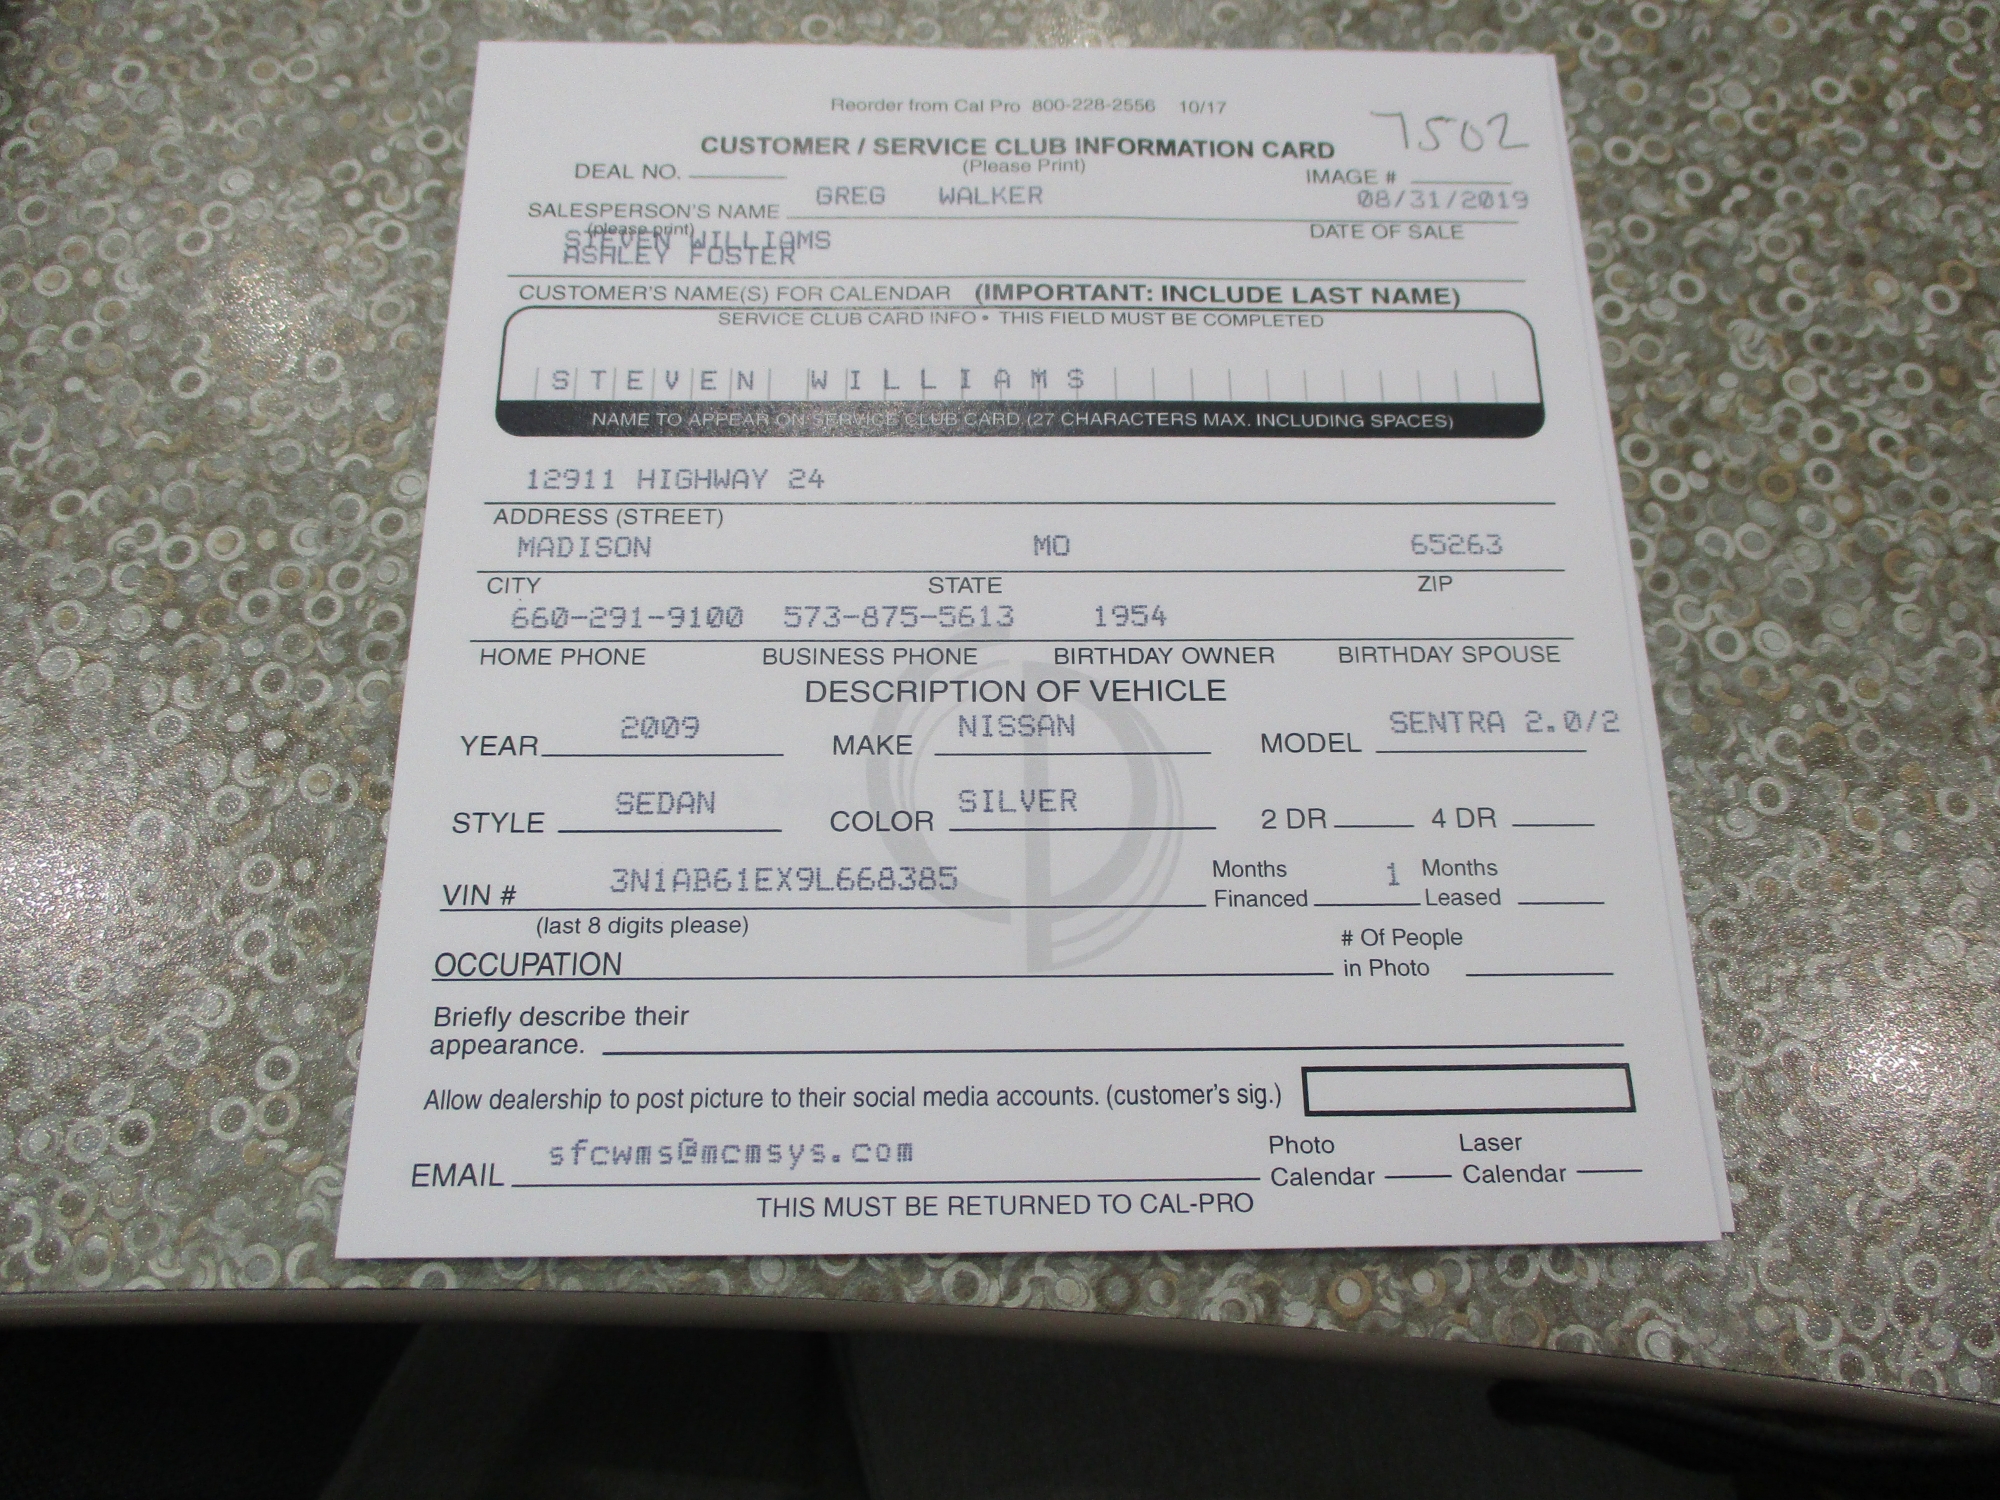 Reorder from Cal Pro 800-228-2556 10/17
7502
CUSTOMER / SERVICE CLUB INFORMATION CARD
(Please Print)
DEAL NO.
IMAGE #
GREG WALKER
08/31/2019
SALESPERSON'S NAME
(please print)
DATE OF SALE
STEVEN WILLIAMS
ASHLEY FOSTER
CUSTOMER'S NAME(S) FOR CALENDAR (IMPORTANT: INCLUDE LAST NAME)
SERVICE CLUB CARD INFO • THIS FIELD MUST BE COMPLETED
STEVEN WILLIAMS
NAME TO APPEAR ON SERVICE CLUB CARD (27 CHARACTERS MAX. INCLUDING SPACES)
12911 HIGHWAY 24
ADDRESS (STREET)
MADISON MO 65263
CITY STATE ZIP
660-291-9100 573-875-5613 1954
HOME PHONE BUSINESS PHONE BIRTHDAY OWNER BIRTHDAY SPOUSE
DESCRIPTION OF VEHICLE
YEAR 2009 MAKE NISSAN MODEL SENTRA 2.0/2
STYLE SEDAN COLOR SILVER 2 DR 4 DR
VIN # 3N1AB61EX9L668385 Months Financed 1 Months Leased
(last 8 digits please)
OCCUPATION # Of People in Photo
Briefly describe their
appearance.
Allow dealership to post picture to their social media accounts. (customer's sig.)
EMAIL sfcwms@mcmsys.com Photo Calendar Laser Calendar
THIS MUST BE RETURNED TO CAL-PRO